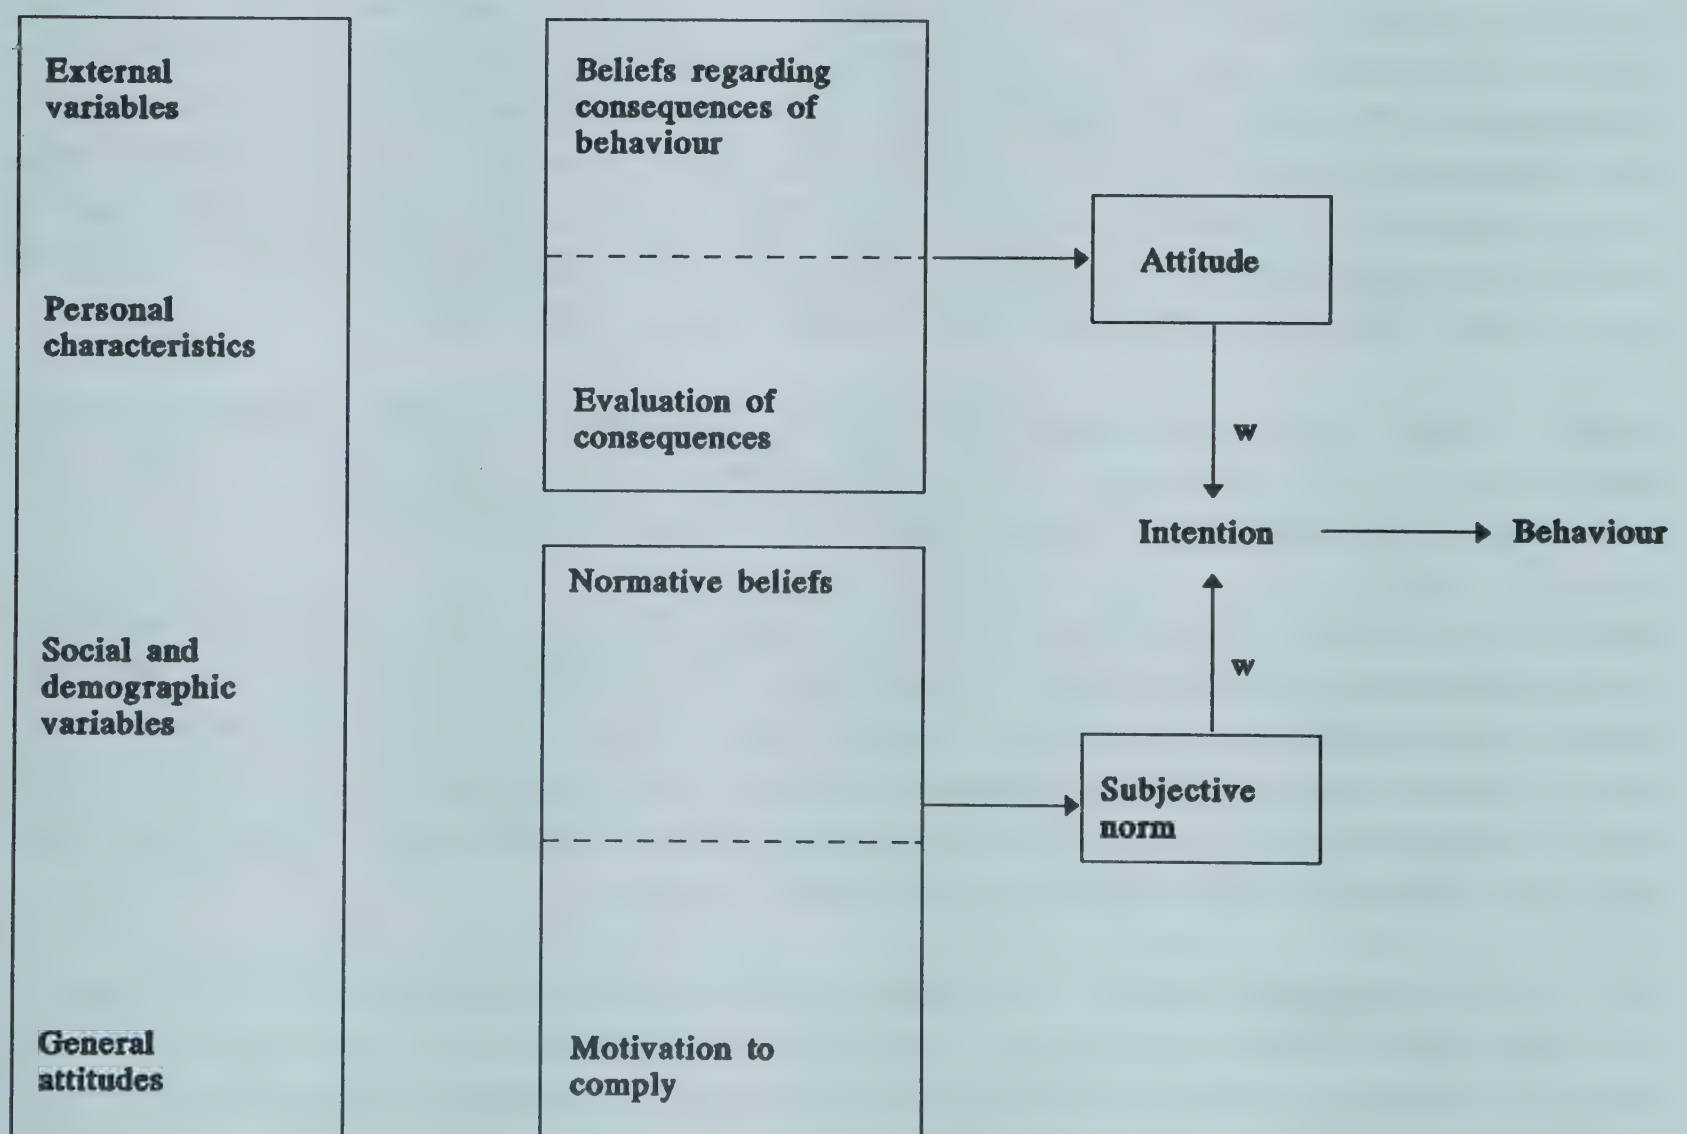 External
variables
Personal
characteristics
Social and
demographic
variables
General
attitudes
Beliefs regarding
consequences of
behaviour
Evaluation of
consequences
Normative beliefs
Motivation to
comply
Attitude
w
Intention
Behaviour
w
Subjective
norm